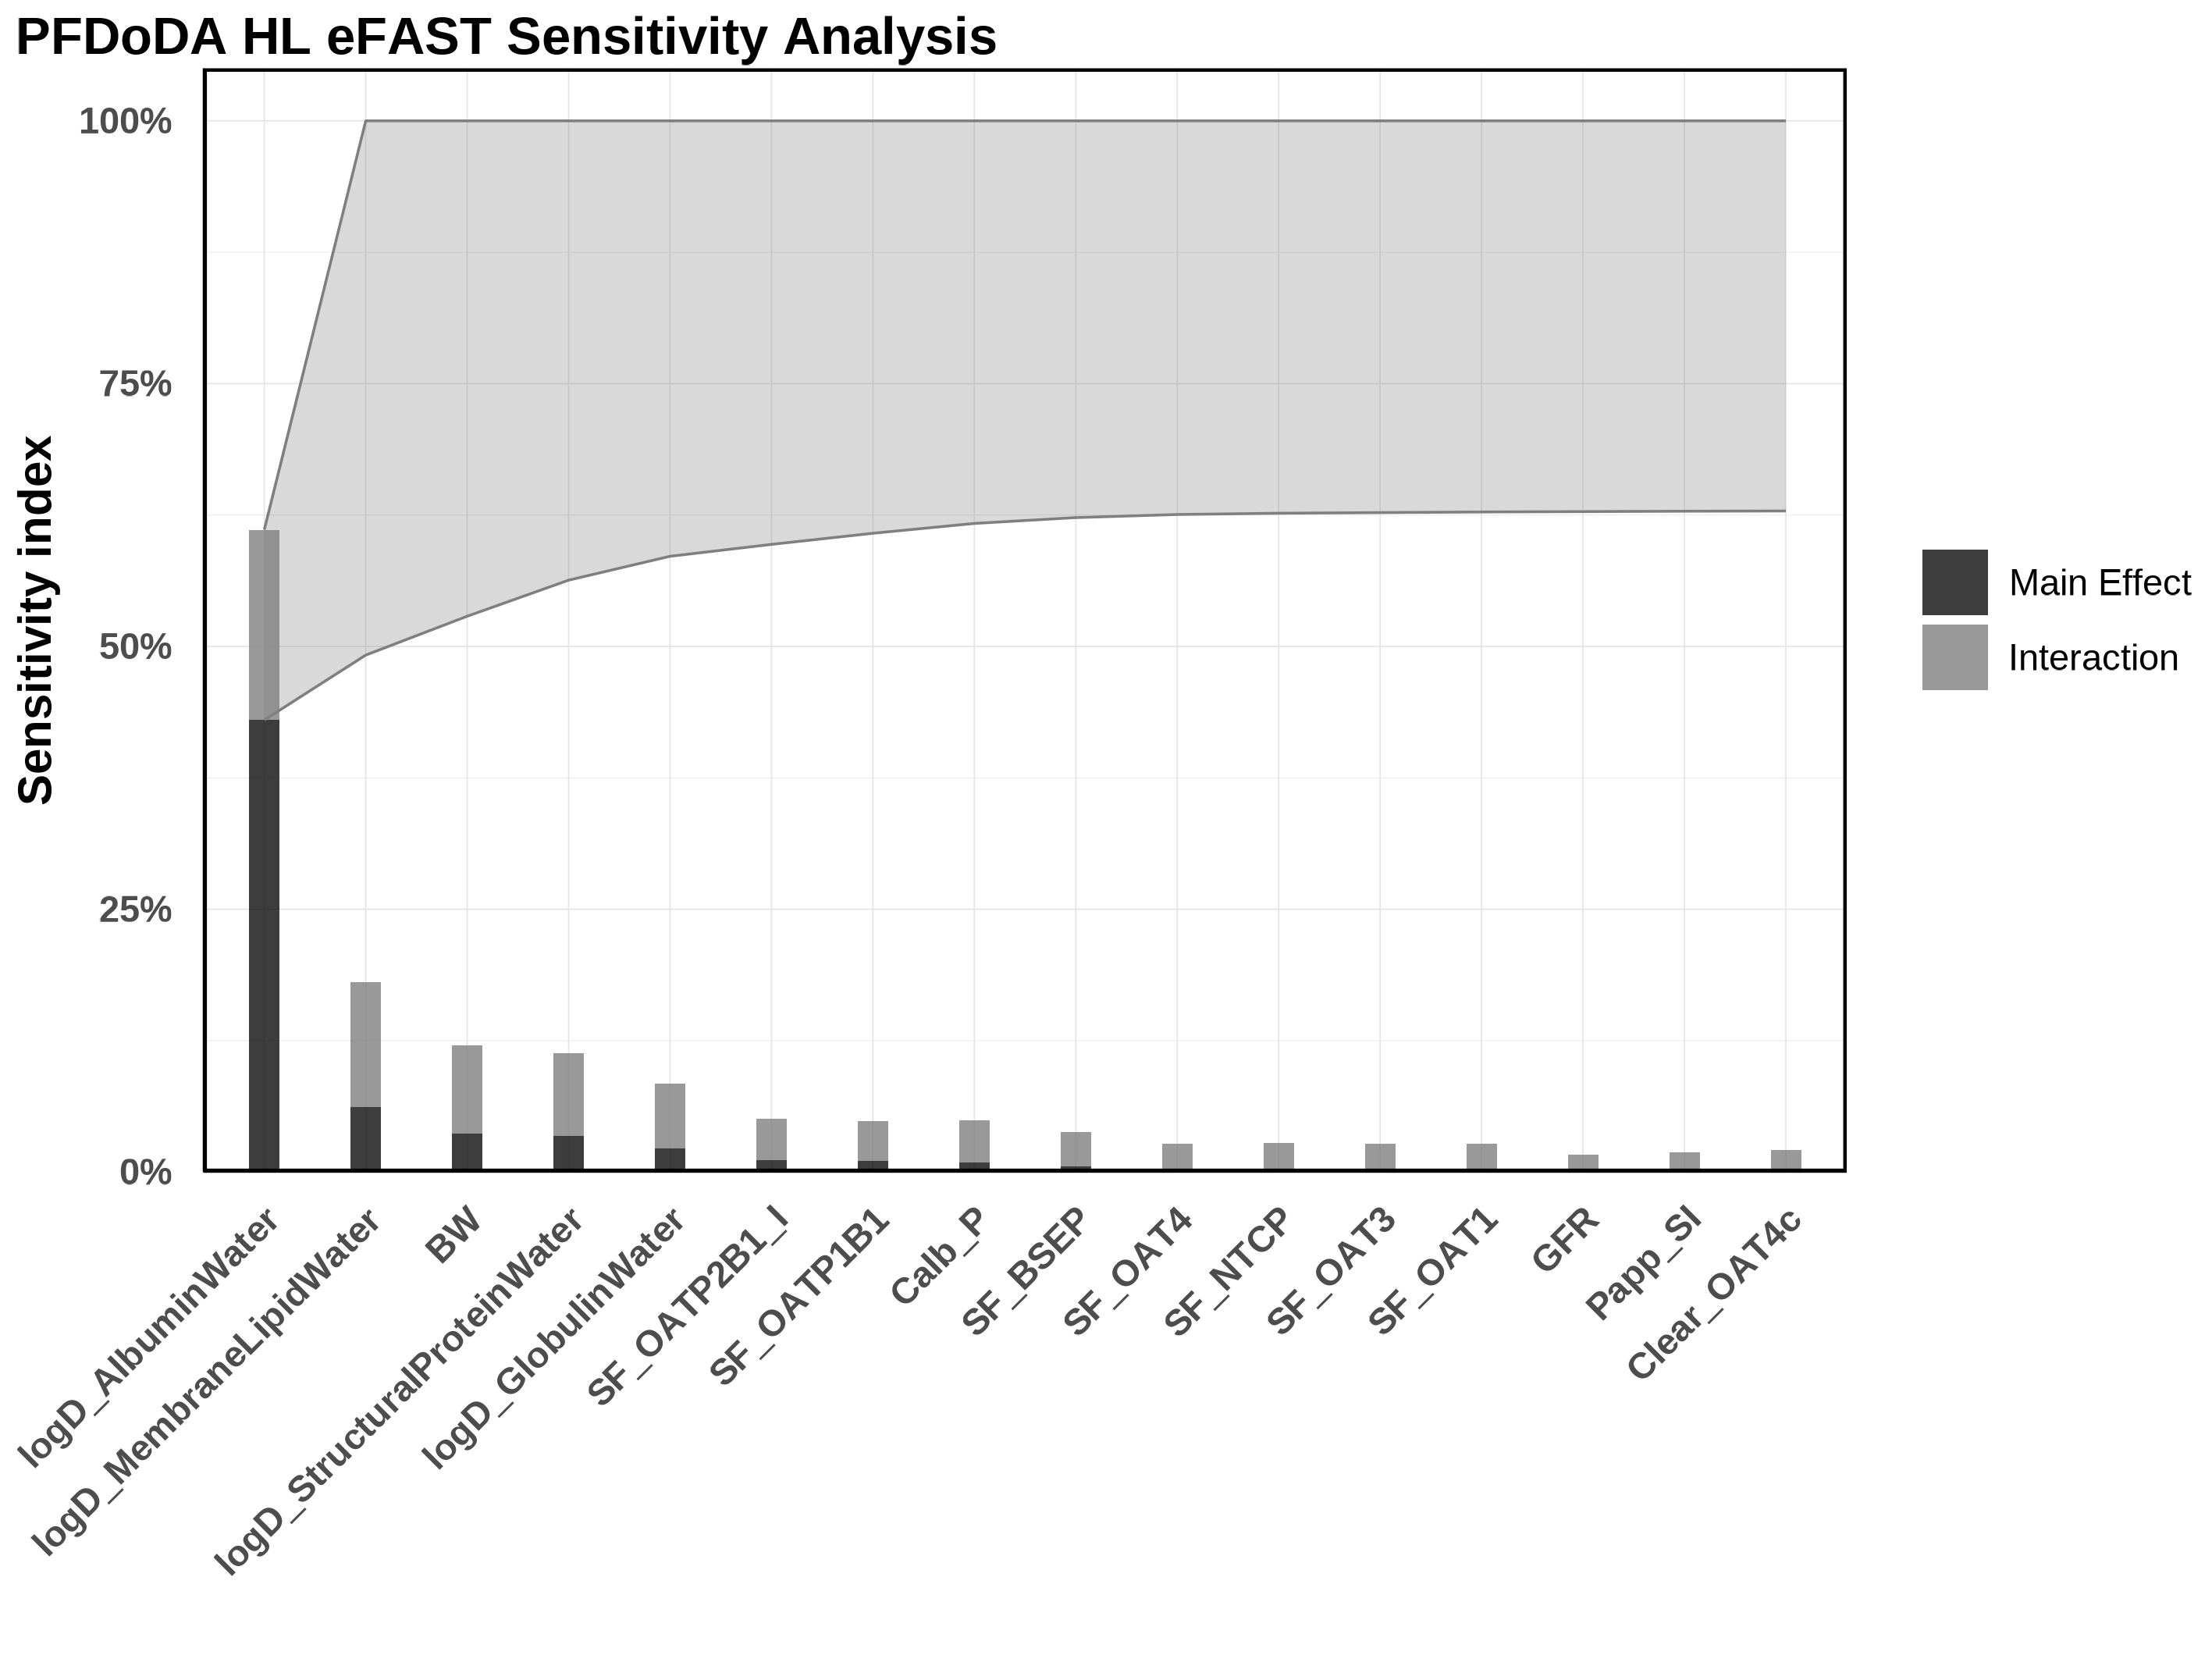 PFDoDA HL eFAST Sensitivity Analysis
Sensitivity index
100%
75%
50%
25%
0%
logD_AlbuminWater
logD_MembraneLipidWater
BW
logD_StructuralProteinWater
logD_GlobulinWater
SF_OATP2B1_I
SF_OATP1B1
Calb_P
SF_BSEP
SF_OAT4
SF_NTCP
SF_OAT3
SF_OAT1
GFR
Papp_SI
Clear_OAT4c
Main Effect
Interaction